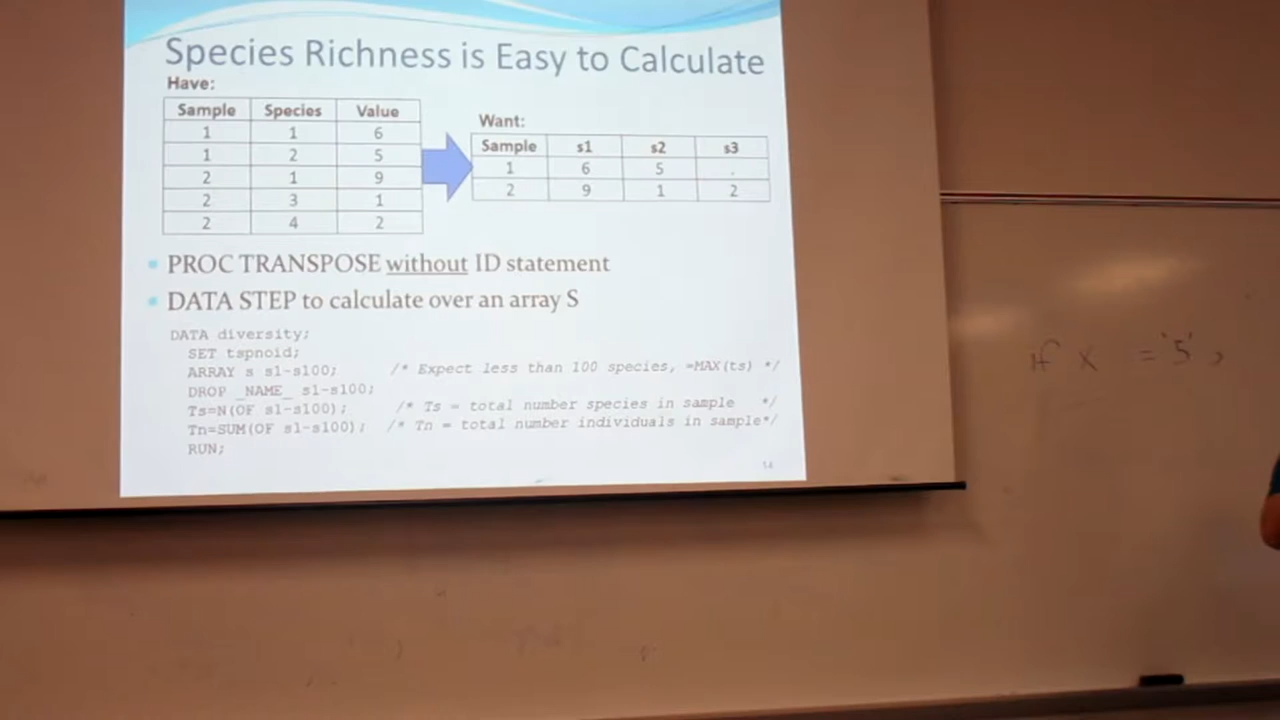 Species Richness is Easy to Calculate
Have:
Sample Species Value
1 1 6
1 2 5
2 1 9
2 3 1
2 4 2
Want:
Sample s1 s2 s3
1 6 5 .
2 9 1 2
PROC TRANSPOSE without ID statement
DATA STEP to calculate over an array S
DATA diversity;
SET tspnoid;
ARRAY s s1-s100; /* Expect less than 100 species, =MAX(ts) */
DROP _NAME_ s1-s100;
Ts=N(OF s1-s100); /* Ts = total number species in sample */
Tn=SUM(OF s1-s100); /* Tn = total number individuals in sample*/
RUN;
14
if x = '5',